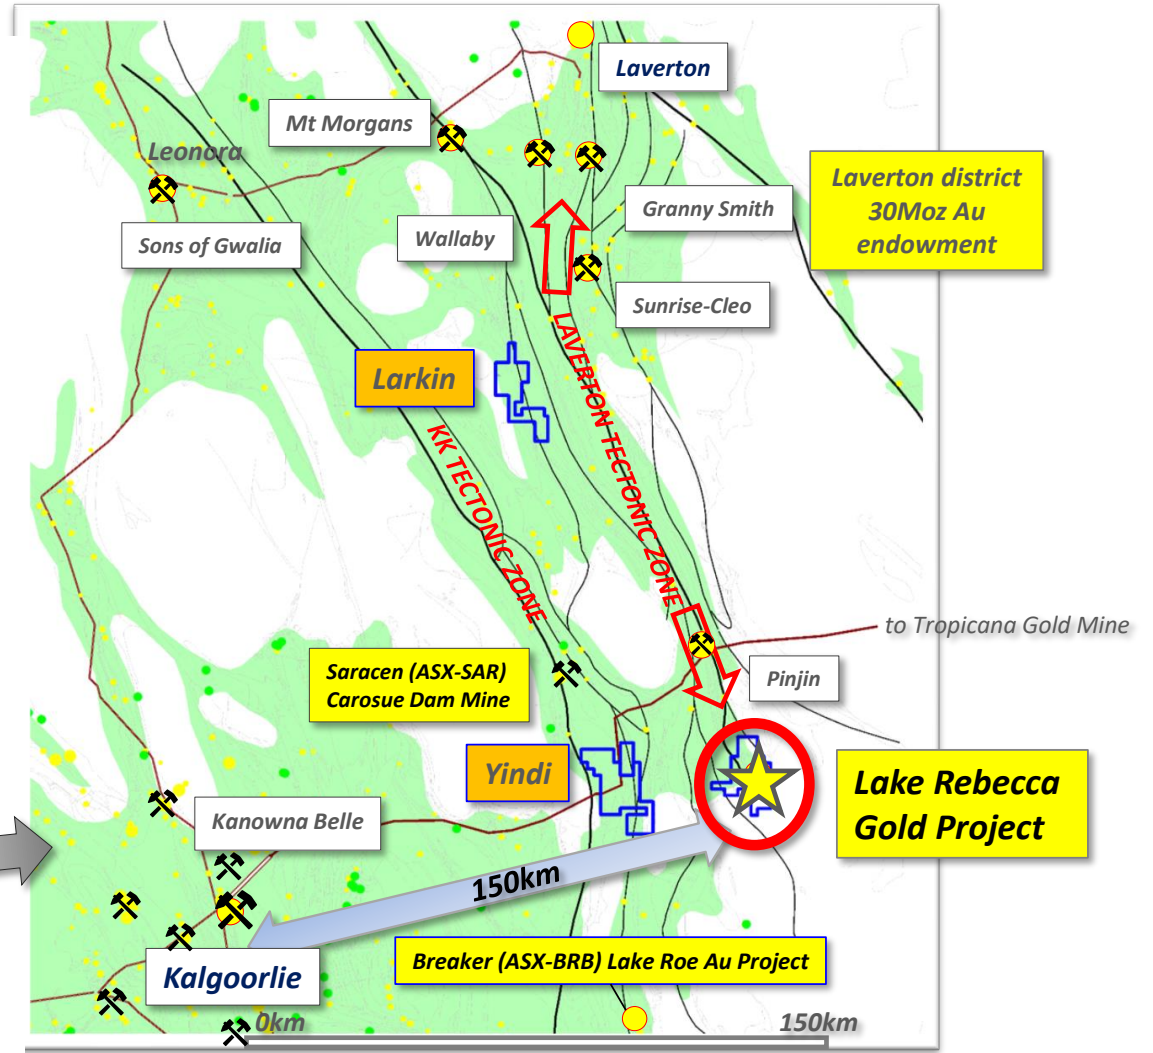 Laverton
Mt Morgans
Leonora
Laverton district
30Moz Au
endowment
Granny Smith
Sons of Gwalia
Wallaby
Sunrise-Cleo
LAVERTON TECTONIC ZONE
Larkin
KK TECTONIC ZONE
to Tropicana Gold Mine
Saracen (ASX-SAR)
Carosue Dam Mine
Pinjin
Yindi
Lake Rebecca
Gold Project
Kanowna Belle
150km
Breaker (ASX-BRB) Lake Roe Au Project
Kalgoorlie
0km
150km